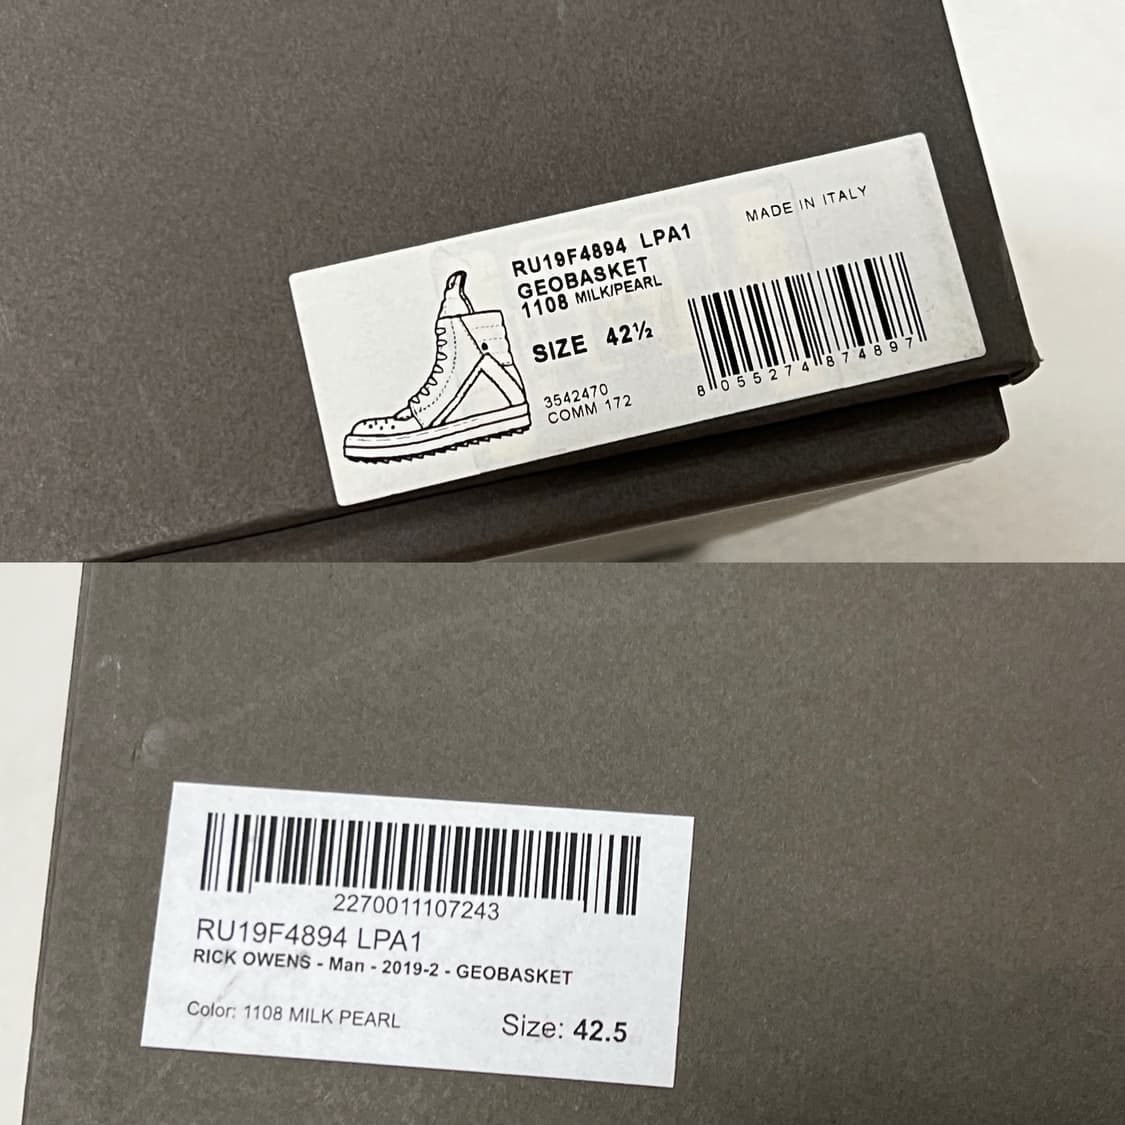 MADE IN ITALY
RU19F4894 LPA1
GEOBASKET
1108 MILK/PEARL
SIZE 42½
3542470
COMM 172
8 055274 874897
2270011107243
RU19F4894 LPA1
RICK OWENS - Man - 2019-2 - GEOBASKET
Color: 1108 MILK PEARL
Size: 42.5